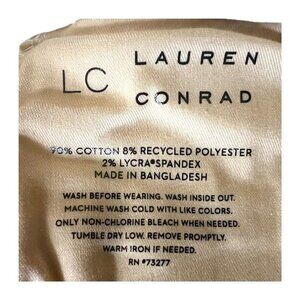 LC LAUREN CONRAD
90% COTTON 8% RECYCLED POLYESTER
2% LYCRA®SPANDEX
MADE IN BANGLADESH
WASH BEFORE WEARING. WASH INSIDE OUT.
MACHINE WASH COLD WITH LIKE COLORS.
ONLY NON-CHLORINE BLEACH WHEN NEEDED.
TUMBLE DRY LOW. REMOVE PROMPTLY.
WARM IRON IF NEEDED.
RN #73277